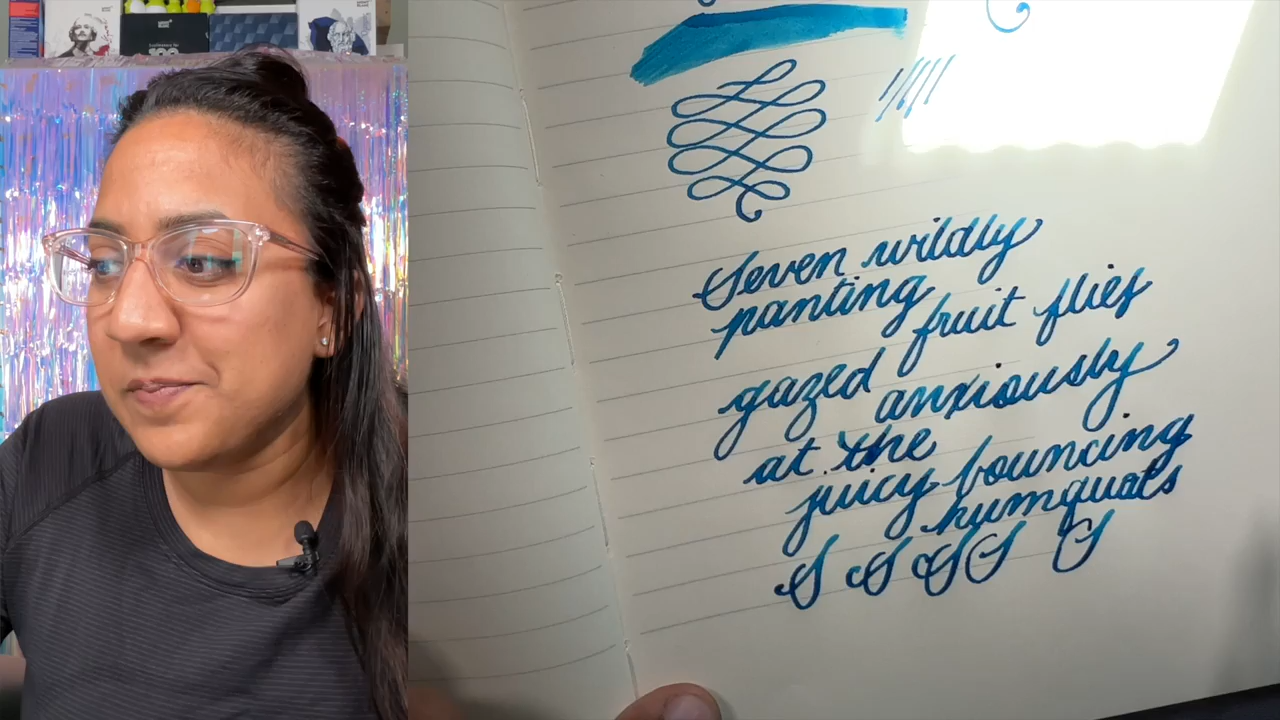 Seven wildly
panting fruit flies
gazed anxiously
at the
juicy bouncing
kumquats
S S S S S